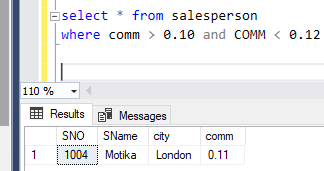 select * from salesperson
where comm > 0.10 and COMM < 0.12
110 %
Results Messages
SNO SName city comm
1 1004 Motika London 0.11